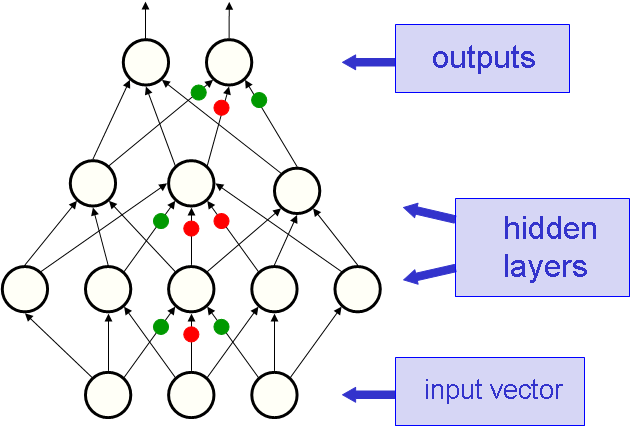 outputs
hidden
layers
input vector